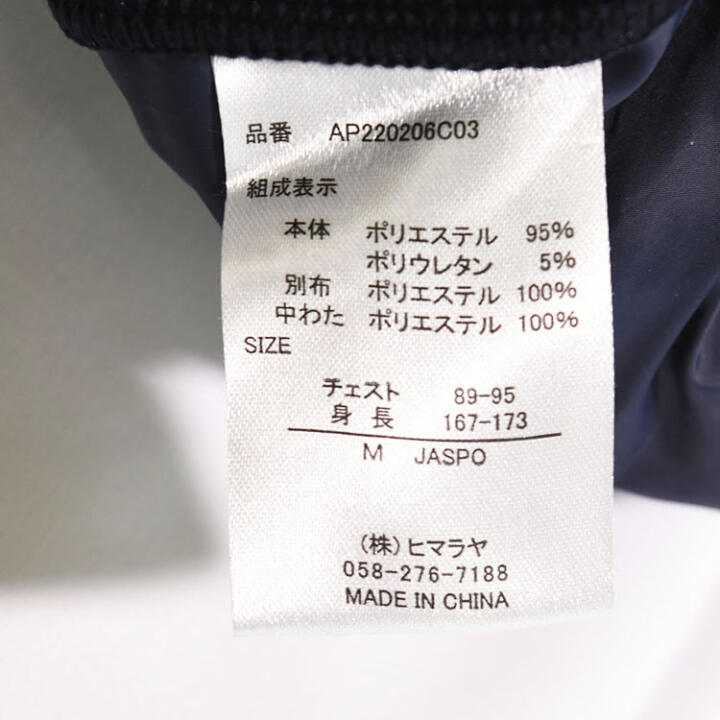 品番 AP220206C03
組成表示
本体 ポリエステル 95%
ポリウレタン 5%
別布 ポリエステル 100%
中わた ポリエステル 100%
SIZE
チェスト 89-95
身長 167-173
M JASPO
(株)ヒマラヤ
058-276-7188
MADE IN CHINA